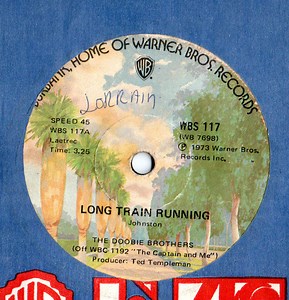 BURBANK, HOME OF WARNER BROS. RECORDS
WB
LORRAIN
SPEED 45
WBS 117A
Laetrec
Time: 3.25
WBS 117
(WB 7698)
℗ 1973 Warner Bros.
Records Inc.
LONG TRAIN RUNNING
Johnston
THE DOOBIE BROTHERS
(Off WBC 1192 "The Captain and Me")
Producer: Ted Templeman